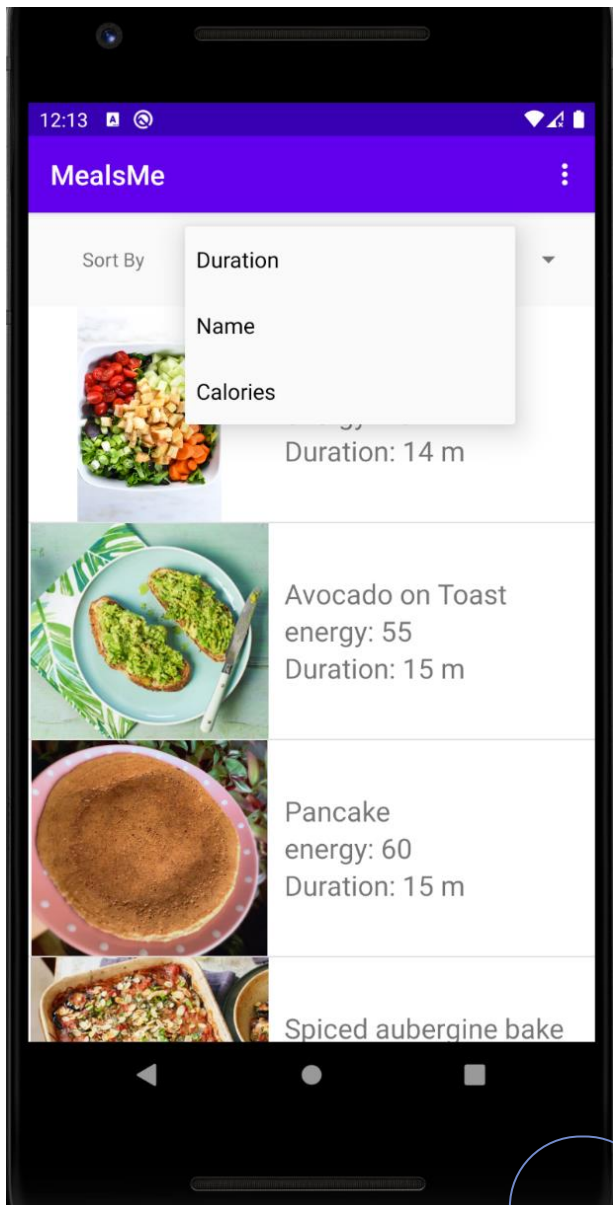 12:13 A
MealsMe
Sort By
Duration
Name
Calories
Duration: 14 m
Avocado on Toast
energy: 55
Duration: 15 m
Pancake
energy: 60
Duration: 15 m
Spiced aubergine bake